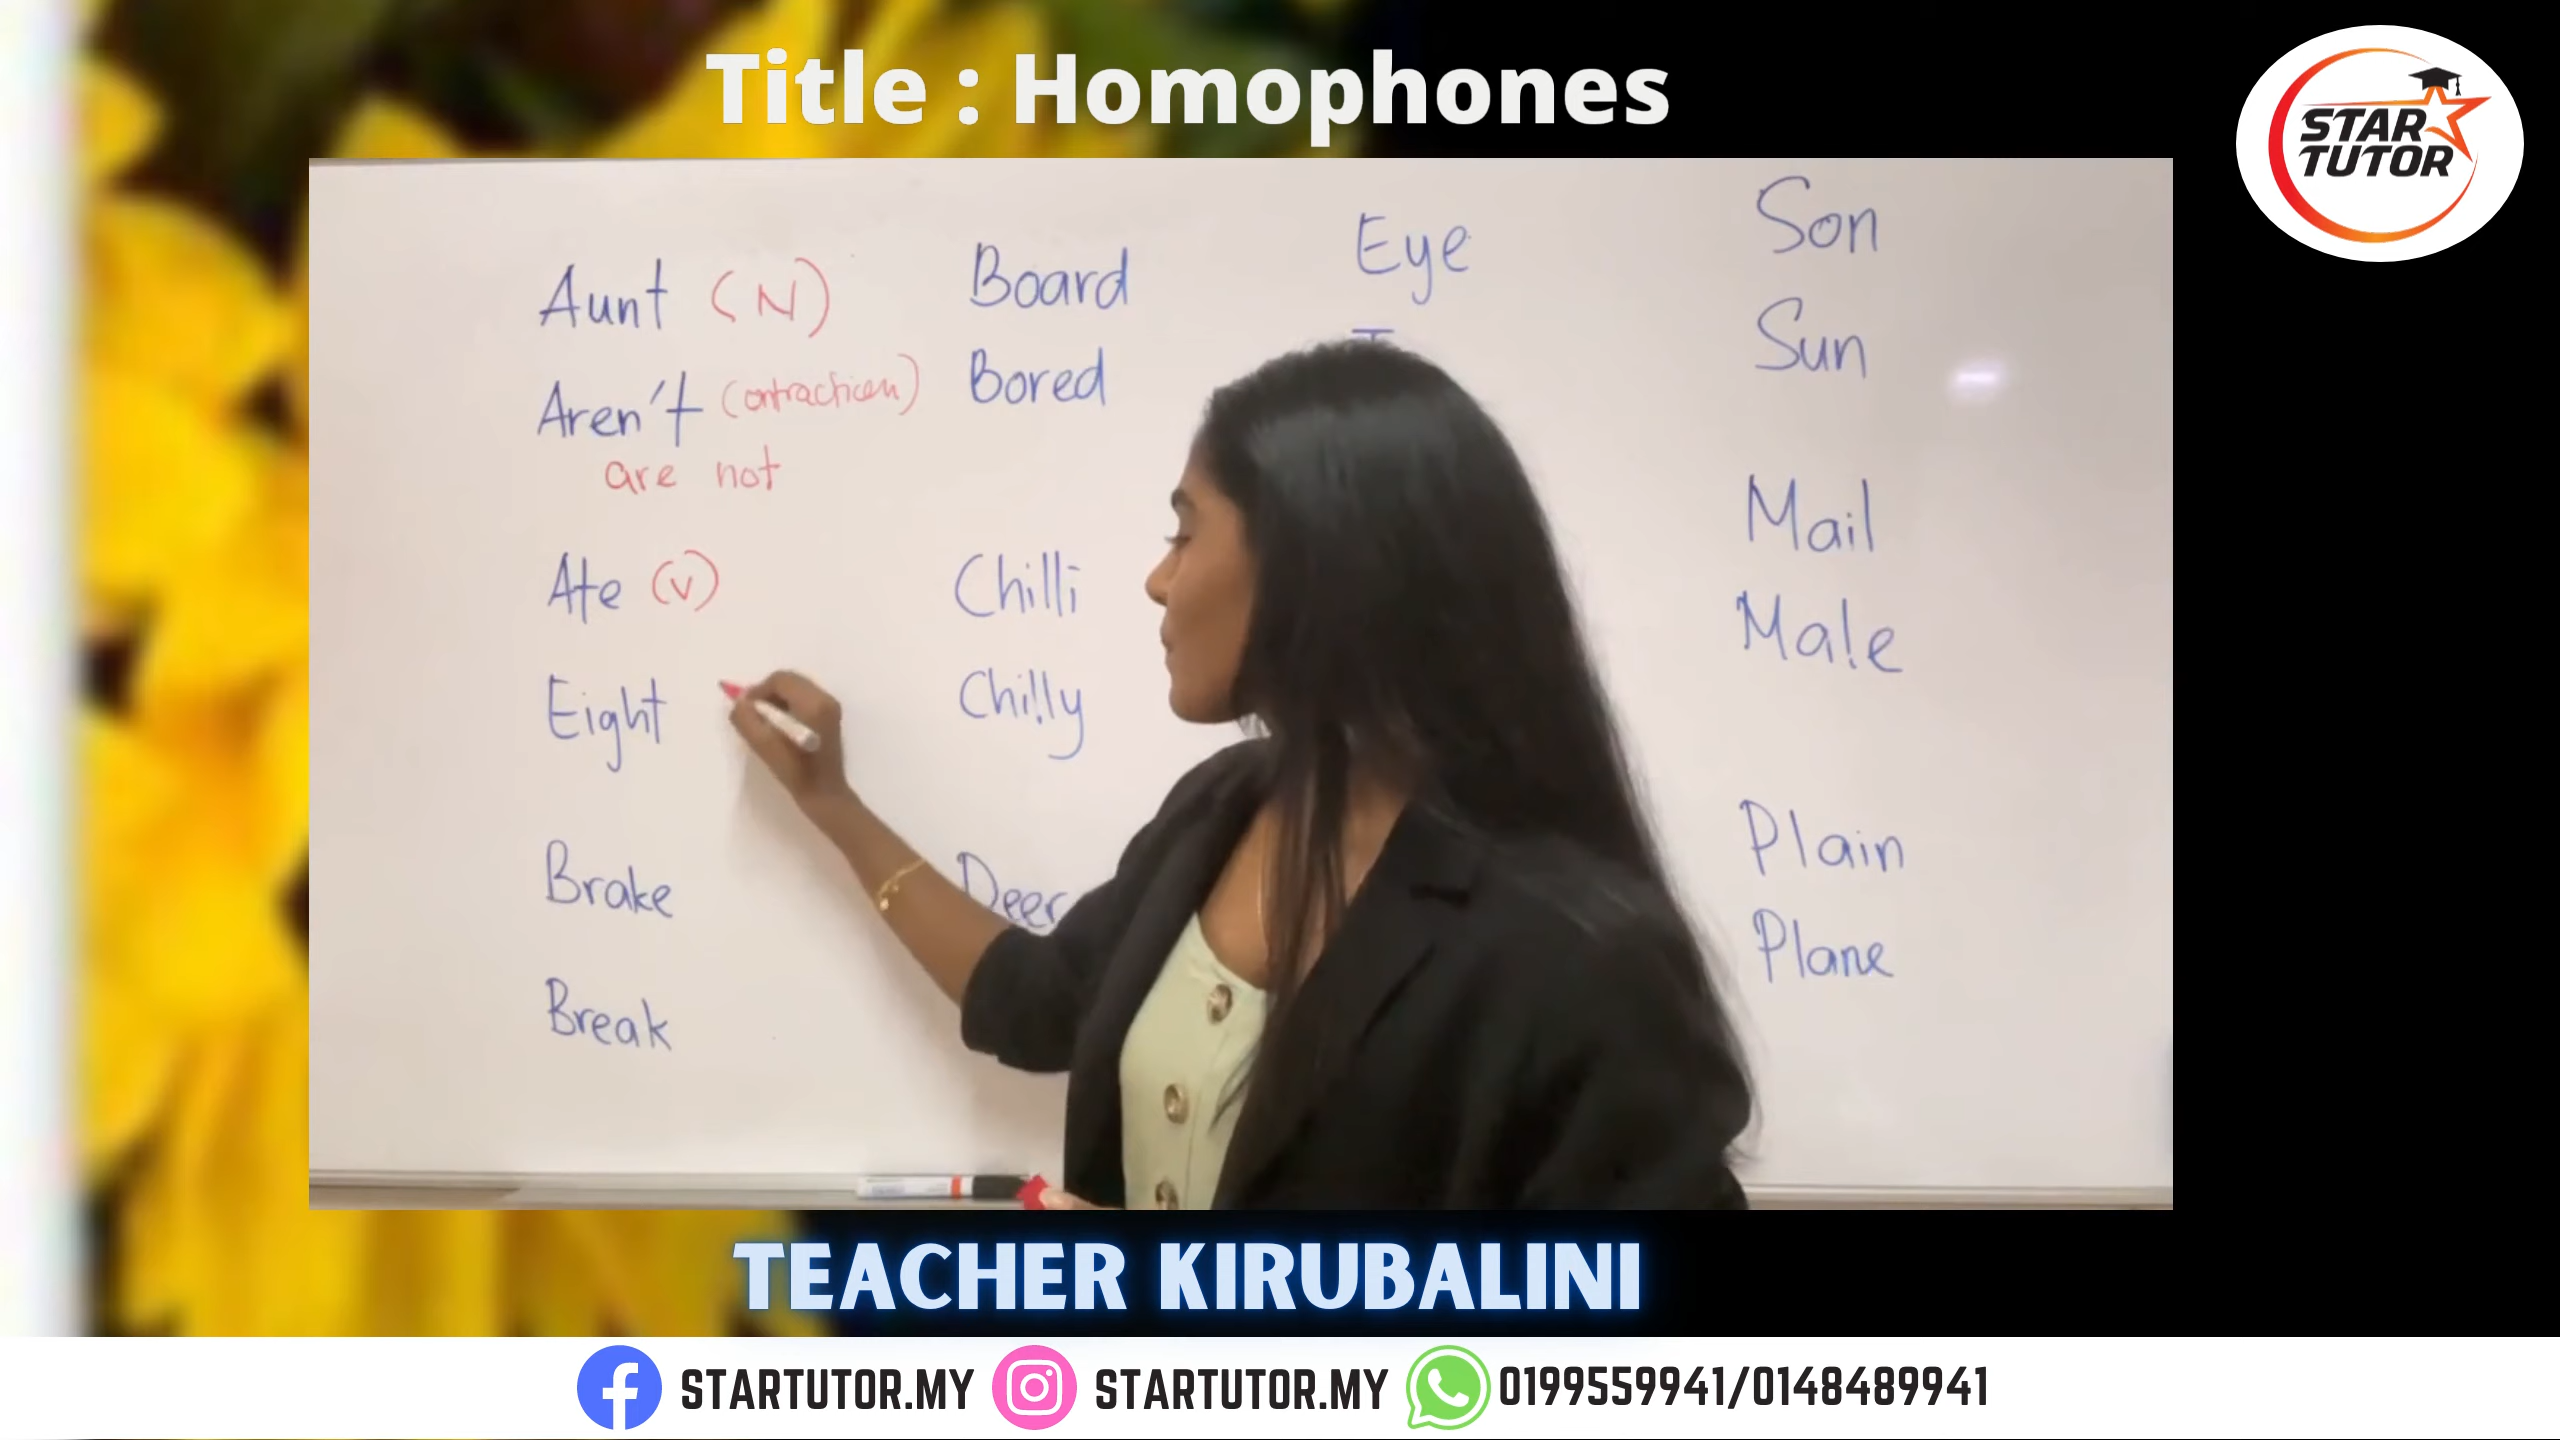 Title : Homophones
STAR
TUTOR
Aunt (N)
Aren't (contraction)
are not
Ate (V)
Eight
Brake
Break
Board
Bored
Chilli
Chilly
Deer
Eye
Son
Sun
Mail
Male
Plain
Plane
TEACHER KIRUBALINI
STARTUTOR.MY STARTUTOR.MY 0199559941/0148489941